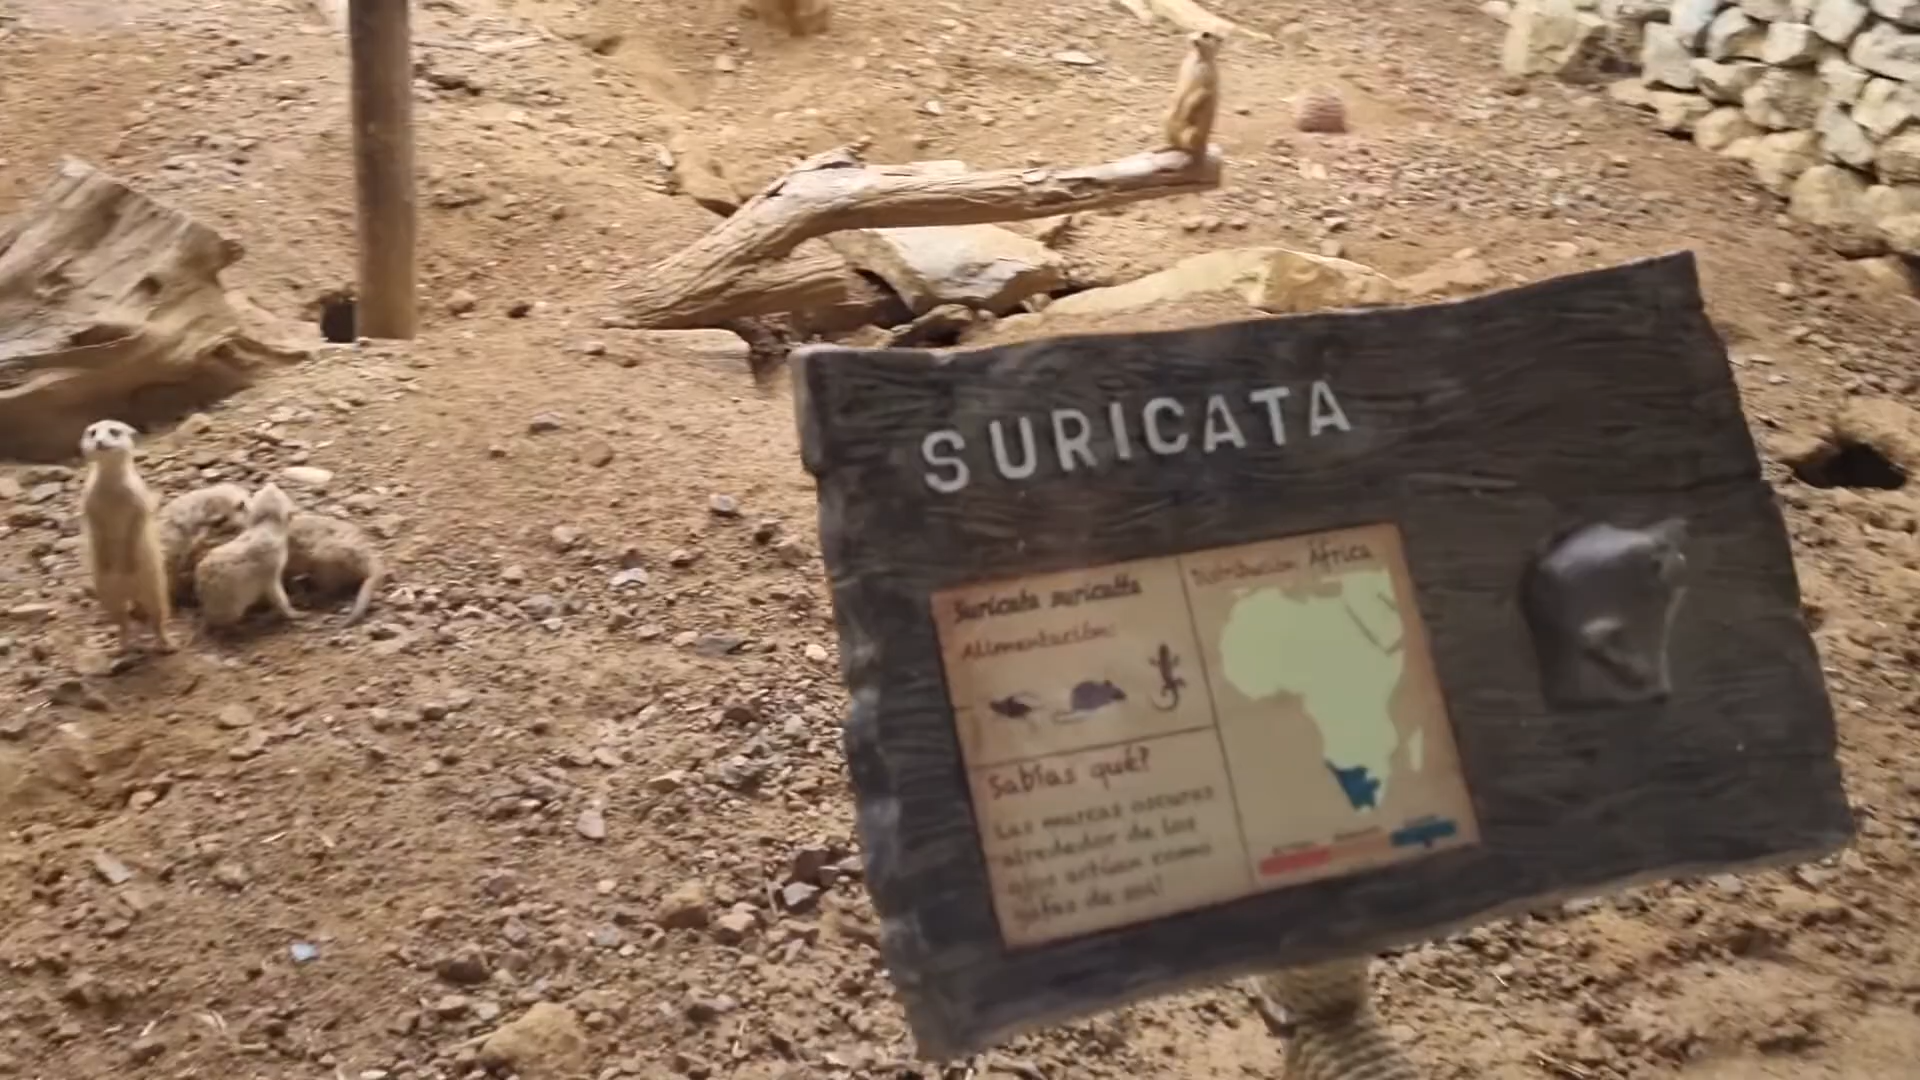 SURICATA
Suricata suricatta
Alimentación:
Distribución: África
Sabías qué?
Las marcas oscuras
alrededor de los
ojos actúan como
gafas de sol!